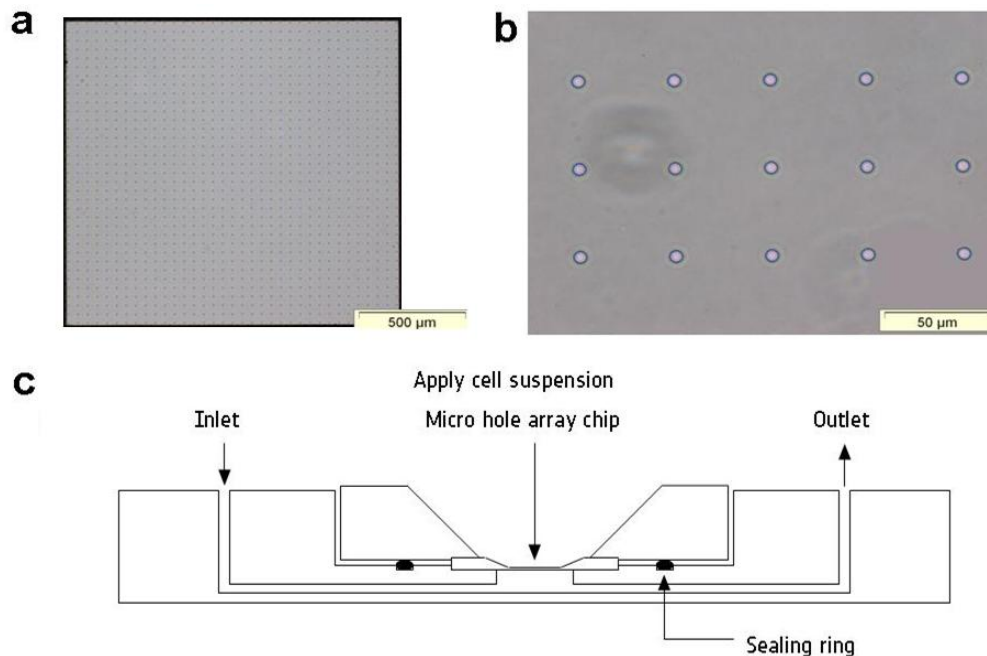 a
b
500 µm
50 µm
c
Apply cell suspension
Inlet
Micro hole array chip
Outlet
Sealing ring